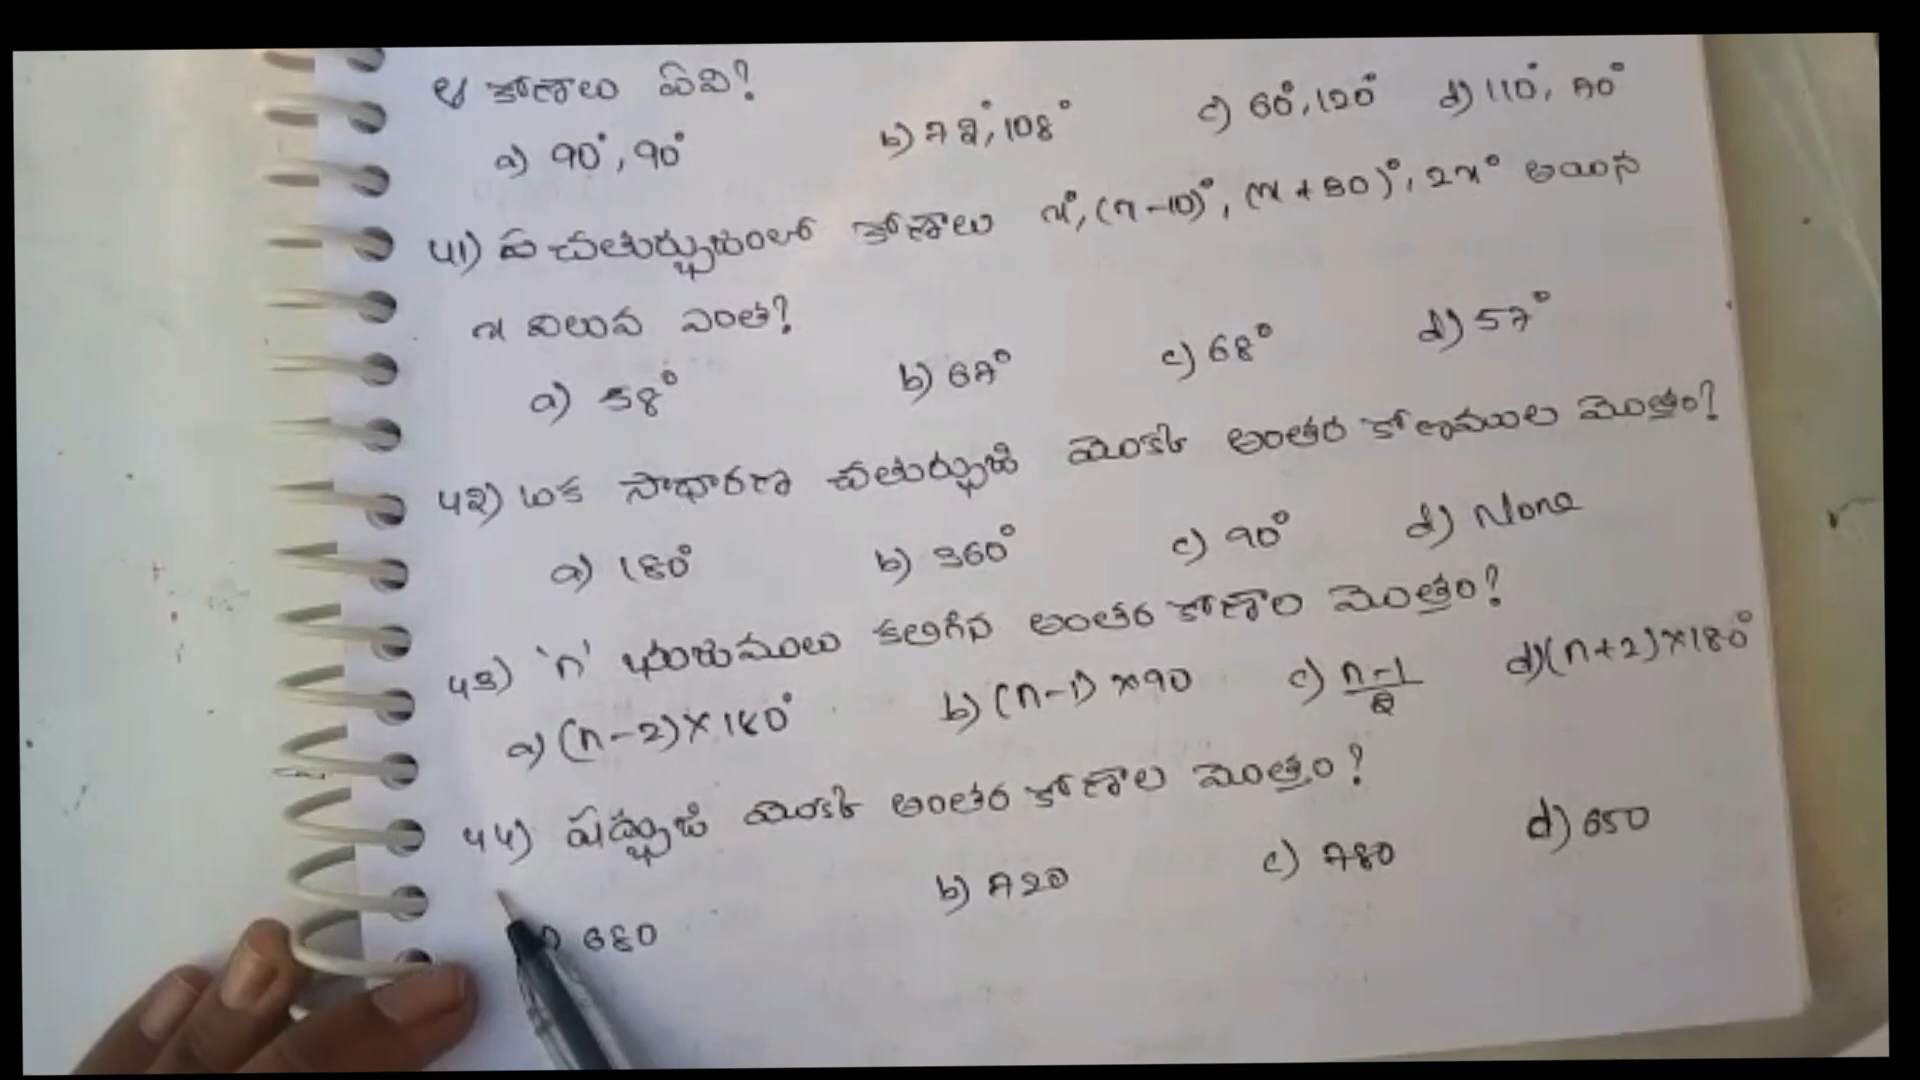 ఆ కోణాలు ఏవి?
a) 90°, 90° b) 72°, 108° c) 60°, 120° d) 110°, 70°
41) ఏ చతుర్భుజంలో కోణాలు x°, (x-10)°, (x+30)°, 2x° అయిన
x విలువ ఎంత?
a) 58° b) 67° c) 68° d) 57°
42) ఒక సాధారణ చతుర్భుజి యొక్క అంతర కోణముల మొత్తం?
a) 180° b) 360° c) 90° d) None
43) 'n' భుజములు కలిగిన అంతర కోణాల మొత్తం?
a) (n-2)×180° b) (n-1)×90 c) n-1/2 d) (n+2)×180°
44) షడ్భుజి యొక్క అంతర కోణాల మొత్తం?
680 b) 720 c) 780 d) 650